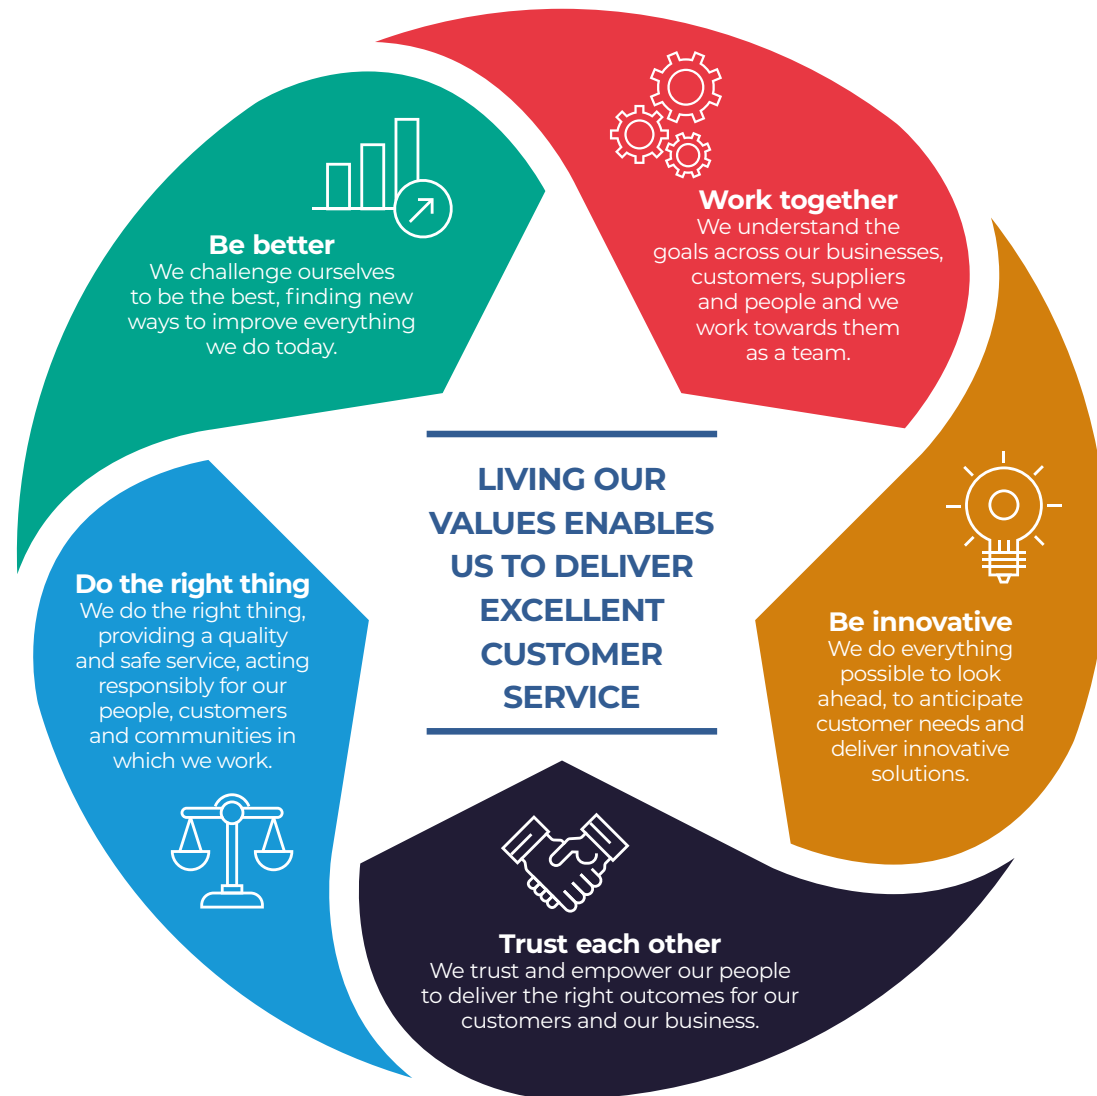 Work together
We understand the
goals across our businesses,
customers, suppliers
and people and we
work towards them
as a team.
Be better
We challenge ourselves
to be the best, finding new
ways to improve everything
we do today.
LIVING OUR
VALUES ENABLES
US TO DELIVER
EXCELLENT
CUSTOMER
SERVICE
Do the right thing
We do the right thing,
providing a quality
and safe service, acting
responsibly for our
people, customers
and communities in
which we work.
Be innovative
We do everything
possible to look
ahead, to anticipate
customer needs and
deliver innovative
solutions.
Trust each other
We trust and empower our people
to deliver the right outcomes for our
customers and our business.